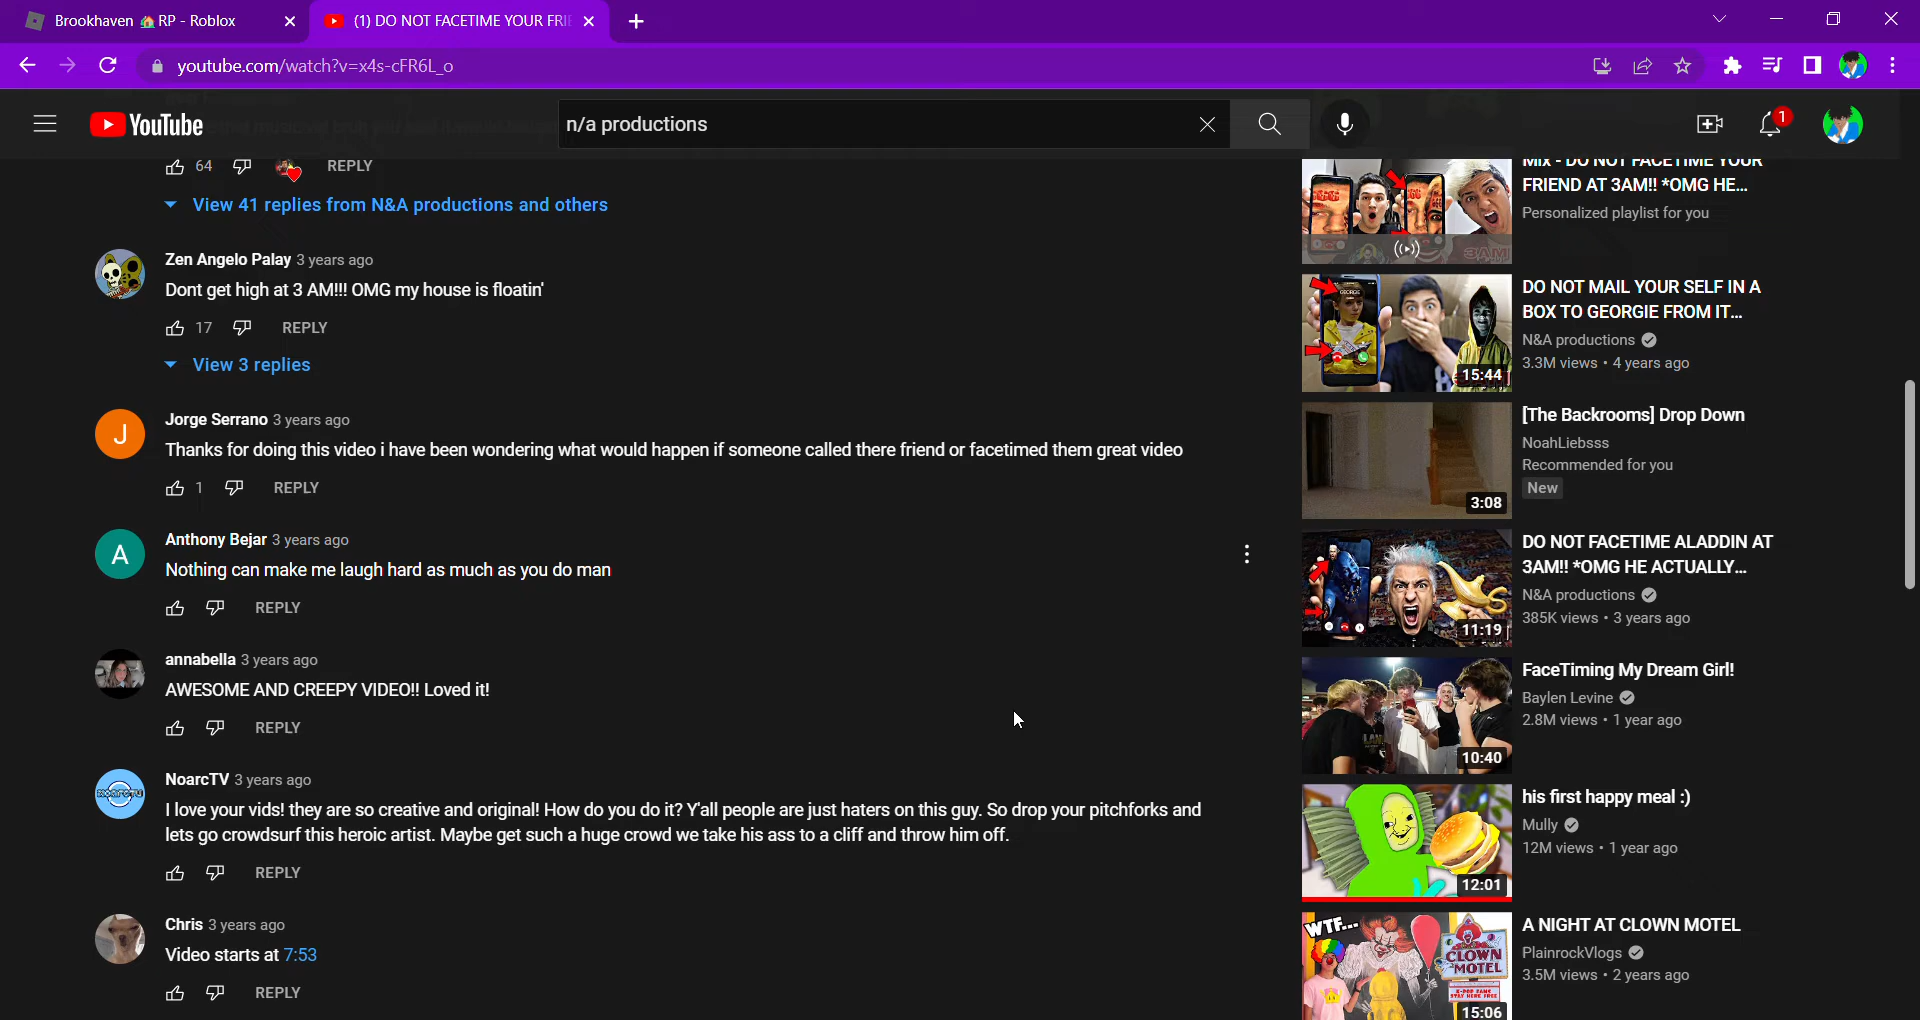 Brookhaven 🏠RP - Roblox
(1) DO NOT FACETIME YOUR FRI
youtube.com/watch?v=x4s-cFR6L_o
YouTube
n/a productions
1
64
REPLY
View 41 replies from N&A productions and others
Zen Angelo Palay 3 years ago
Dont get high at 3 AM!!! OMG my house is floatin'
17
REPLY
View 3 replies
J
Jorge Serrano 3 years ago
Thanks for doing this video i have been wondering what would happen if someone called there friend or facetimed them great video
1
REPLY
A
Anthony Bejar 3 years ago
Nothing can make me laugh hard as much as you do man
REPLY
annabella 3 years ago
AWESOME AND CREEPY VIDEO!! Loved it!
REPLY
NoarcTV 3 years ago
I love your vids! they are so creative and original! How do you do it? Y'all people are just haters on this guy. So drop your pitchforks and
lets go crowdsurf this heroic artist. Maybe get such a huge crowd we take his ass to a cliff and throw him off.
REPLY
Chris 3 years ago
Video starts at 7:53
REPLY
3AM
Mix - DO NOT FACETIME YOUR
FRIEND AT 3AM!! *OMG HE...
Personalized playlist for you
GEORGIE
15:44
DO NOT MAIL YOUR SELF IN A
BOX TO GEORGIE FROM IT...
N&A productions
3.3M views • 4 years ago
3:08
[The Backrooms] Drop Down
NoahLiebsss
Recommended for you
New
11:19
DO NOT FACETIME ALADDIN AT
3AM!! *OMG HE ACTUALLY...
N&A productions
385K views • 3 years ago
10:40
FaceTiming My Dream Girl!
Baylen Levine
2.8M views • 1 year ago
12:01
his first happy meal :)
Mully
12M views • 1 year ago
WTF...
CLOWN
MOTEL
15:06
A NIGHT AT CLOWN MOTEL
PlainrockVlogs
3.5M views • 2 years ago